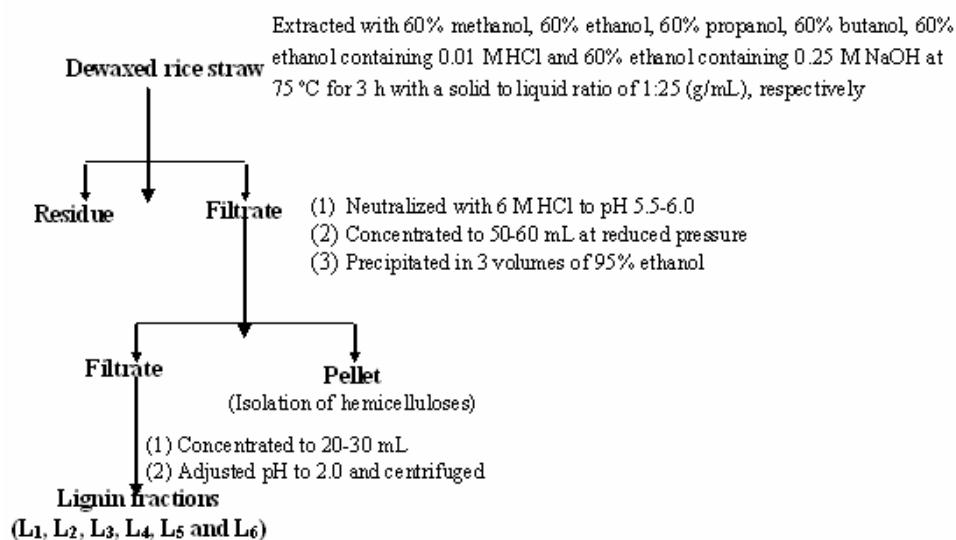 Extracted with 60% methanol, 60% ethanol, 60% propanol, 60% butanol, 60%
ethanol containing 0.01 M HCl and 60% ethanol containing 0.25 M NaOH at
75 °C for 3 h with a solid to liquid ratio of 1:25 (g/mL), respectively
Dewaxed rice straw
Residue
Filtrate
(1) Neutralized with 6 M HCl to pH 5.5-6.0
(2) Concentrated to 50-60 mL at reduced pressure
(3) Precipitated in 3 volumes of 95% ethanol
Filtrate
Pellet
(Isolation of hemicelluloses)
(1) Concentrated to 20-30 mL
(2) Adjusted pH to 2.0 and centrifuged
Lignin fractions
(L₁, L₂, L₃, L₄, L₅ and L₆)